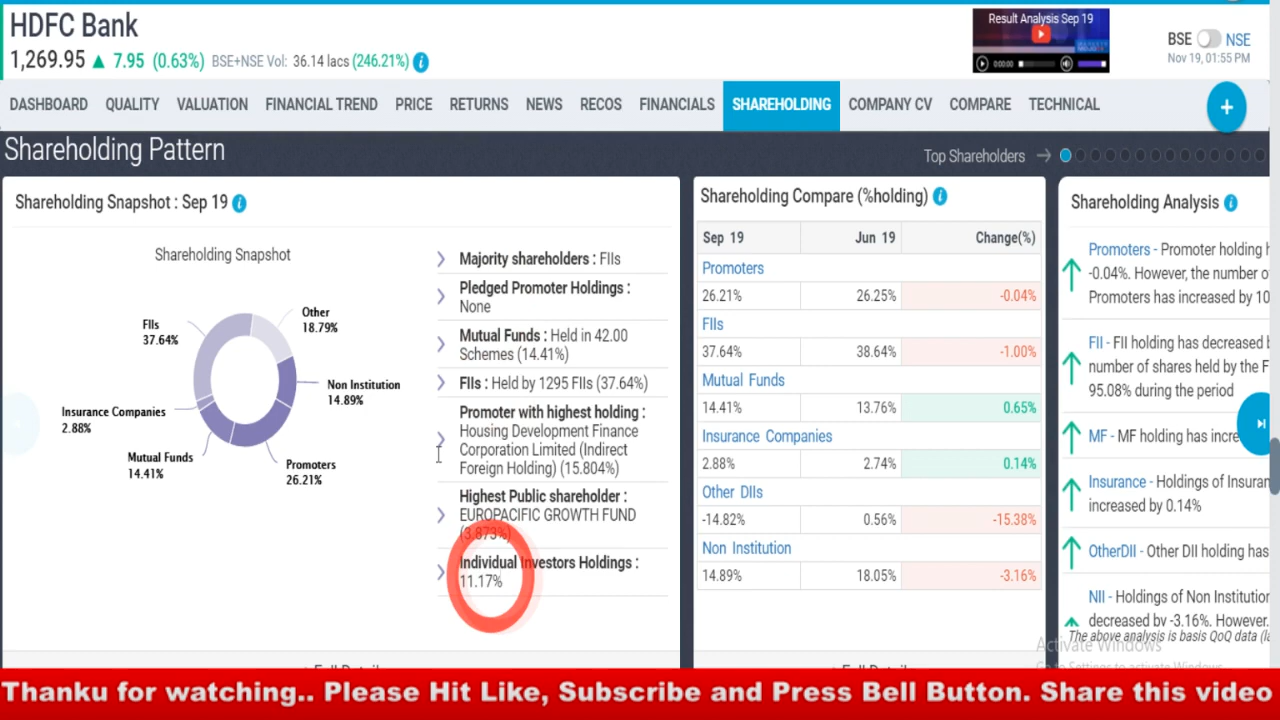 HDFC Bank
1,269.95 ▲ 7.95 (0.63%) BSE+NSE Vol: 36.14 lacs (246.21%)
Result Analysis Sep 19
0:00:00
BSE NSE
Nov 19, 01:55 PM
DASHBOARD QUALITY VALUATION FINANCIAL TREND PRICE RETURNS NEWS RECOS FINANCIALS SHAREHOLDING COMPANY CV COMPARE TECHNICAL
Shareholding Pattern
Top Shareholders
Shareholding Snapshot : Sep 19
Shareholding Snapshot
Other
18.79%
FIIs
37.64%
Non Institution
14.89%
Insurance Companies
2.88%
Mutual Funds
14.41%
Promoters
26.21%
Majority shareholders : FIIs
Pledged Promoter Holdings :
None
Mutual Funds : Held in 42.00
Schemes (14.41%)
FIIs : Held by 1295 FIIs (37.64%)
Promoter with highest holding :
Housing Development Finance
Corporation Limited (Indirect
Foreign Holding) (15.804%)
Highest Public shareholder :
EUROPACIFIC GROWTH FUND
(3.873%)
Individual Investors Holdings :
11.17%
Shareholding Compare (%holding)
Sep 19 Jun 19 Change(%)
Promoters
26.21% 26.25% -0.04%
FIIs
37.64% 38.64% -1.00%
Mutual Funds
14.41% 13.76% 0.65%
Insurance Companies
2.88% 2.74% 0.14%
Other DIIs
-14.82% 0.56% -15.38%
Non Institution
14.89% 18.05% -3.16%
Shareholding Analysis
Promoters - Promoter holding h
-0.04%. However, the number o
Promoters has increased by 10
FII - FII holding has decreased b
number of shares held by the F
95.08% during the period
MF - MF holding has incre
Insurance - Holdings of Insuran
increased by 0.14%
OtherDII - Other DII holding has
NII - Holdings of Non Institution
decreased by -3.16%. However.
The above analysis is basis QoQ data (la
Activate Windows
Go to Settings to activate Windows.
Thanku for watching.. Please Hit Like, Subscribe and Press Bell Button. Share this video